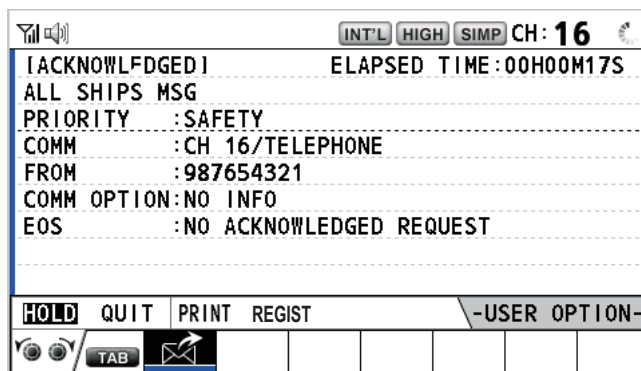 INT'L HIGH SIMP CH: 16
[ACKNOWLEDGED] ELAPSED TIME:00H00M17S
ALL SHIPS MSG
PRIORITY :SAFETY
COMM :CH 16/TELEPHONE
FROM :987654321
COMM OPTION:NO INFO
EOS :NO ACKNOWLEDGED REQUEST
HOLD QUIT PRINT REGIST -USER OPTION-
TAB